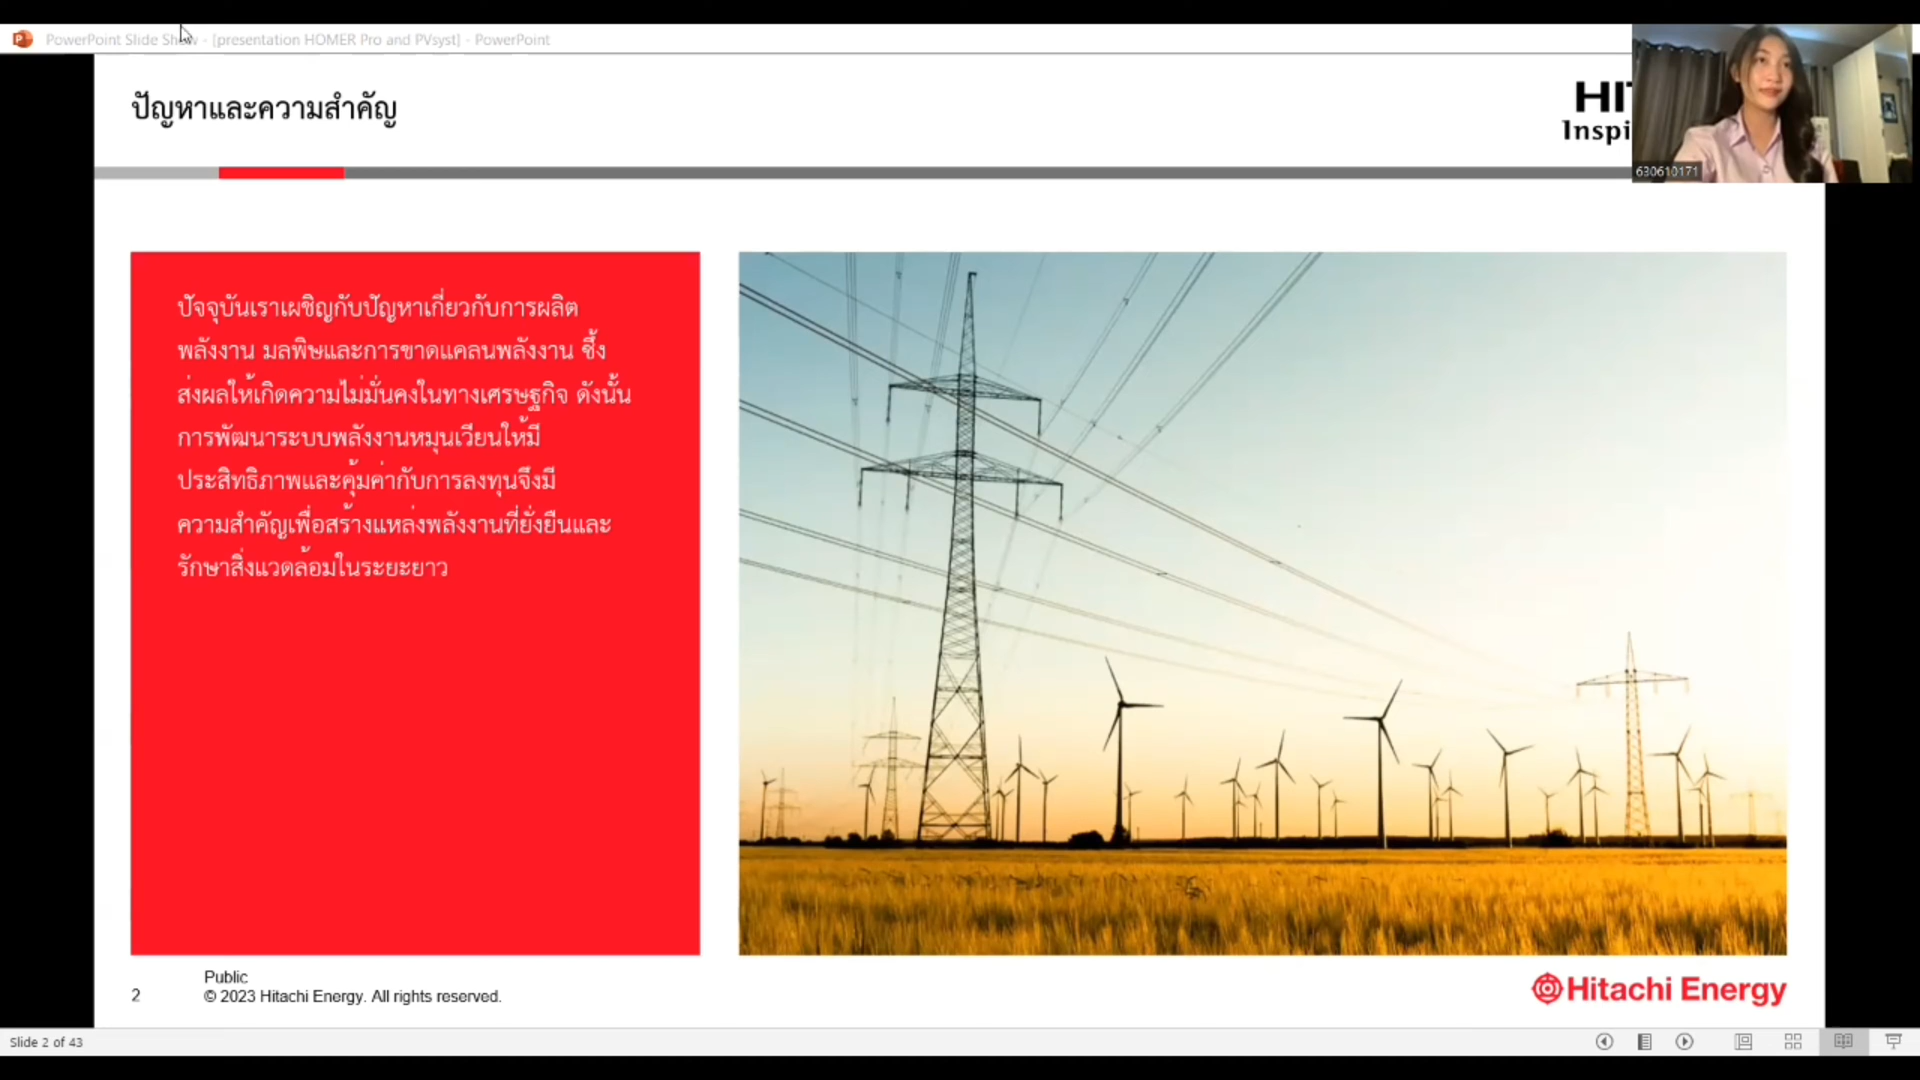 PowerPoint Slide Show - [presentation HOMER Pro and PVsyst] - PowerPoint
ปัญหาและความสำคัญ
630610171
ปัจจุบันเราเผชิญกับปัญหาเกี่ยวกับการผลิต
พลังงาน มลพิษและการขาดแคลนพลังงาน ซึ้ง
ส่งผลให้เกิดความไม่มั่นคงในทางเศรษฐกิจ ดังนั้น
การพัฒนาระบบพลังงานหมุนเวียนให้มี
ประสิทธิภาพและคุ้มค่ากับการลงทุนจึงมี
ความสำคัญเพื่อสร้างแหล่งพลังงานที่ยั่งยืนและ
รักษาสิ่งแวดล้อมในระยะยาว
Public
2 © 2023 Hitachi Energy. All rights reserved.
Hitachi Energy
Slide 2 of 43